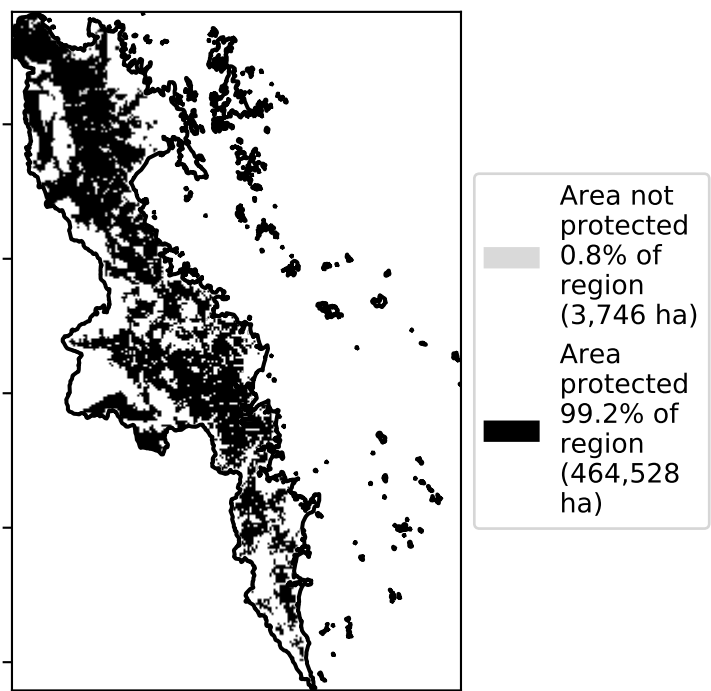 Area not
protected
0.8% of
region
(3,746 ha)
Area
protected
99.2% of
region
(464,528
ha)